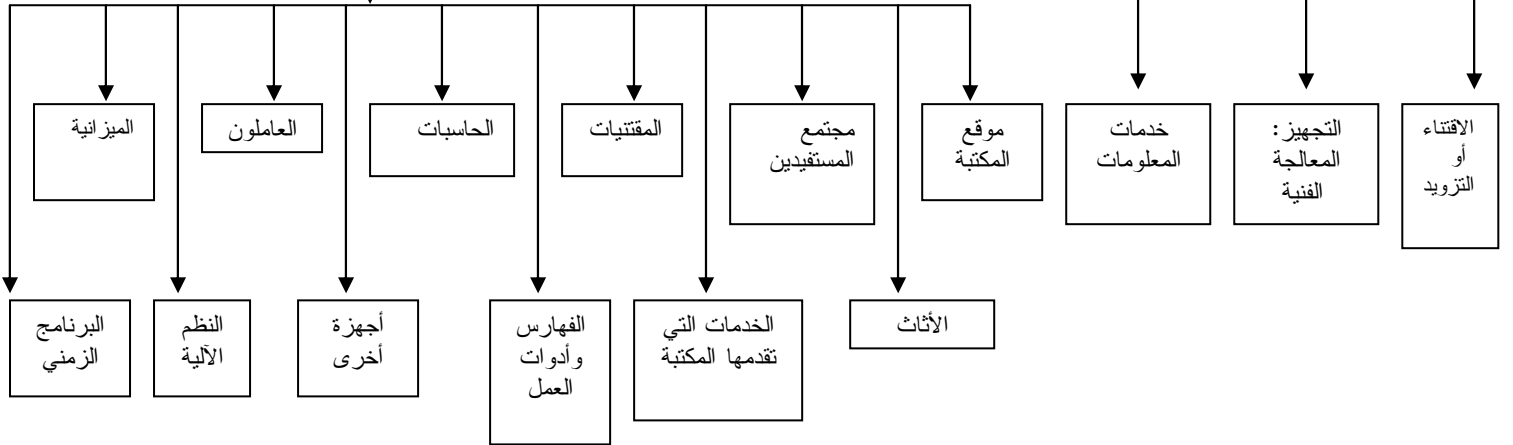 الاقتناء
أو
التزويد
التجهيز:
المعالجة
الفنية
خدمات
المعلومات
موقع
المكتبة
مجتمع
المستفيدين
المقتنيات
الحاسبات
العاملون
الميزانية
الأثاث
الخدمات التي
تقدمها المكتبة
الفهارس
وأدوات
العمل
أجهزة
أخرى
النظم
الآلية
البرنامج
الزمني